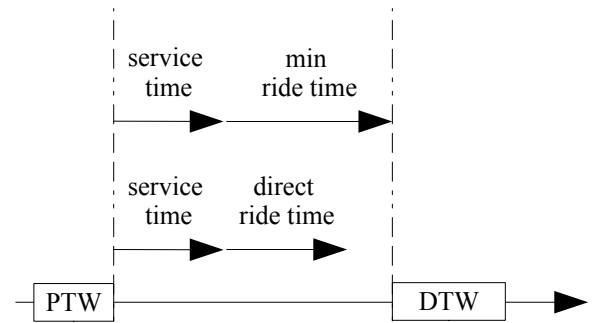 service
time
min
ride time
service
time
direct
ride time
PTW
DTW